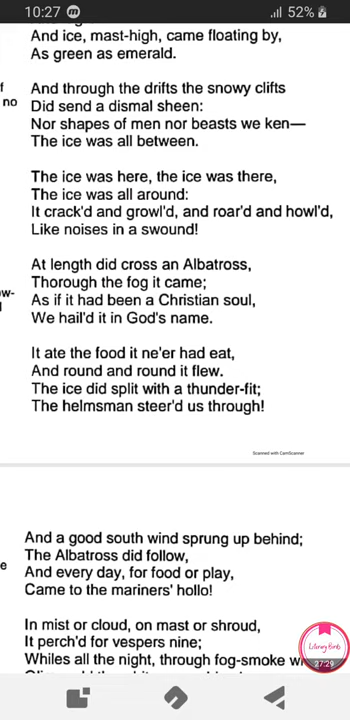 10:27 m 52%
And ice, mast-high, came floating by,
As green as emerald.
f
no
And through the drifts the snowy clifts
Did send a dismal sheen:
Nor shapes of men nor beasts we ken—
The ice was all between.
The ice was here, the ice was there,
The ice was all around:
It crack'd and growl'd, and roar'd and howl'd,
Like noises in a swound!
At length did cross an Albatross,
Thorough the fog it came;
ow-
As if it had been a Christian soul,
We hail'd it in God's name.
It ate the food it ne'er had eat,
And round and round it flew.
The ice did split with a thunder-fit;
The helmsman steer'd us through!
Scanned with CamScanner
And a good south wind sprung up behind;
The Albatross did follow,
e
And every day, for food or play,
Came to the mariners' hollo!
In mist or cloud, on mast or shroud,
It perch'd for vespers nine;
Whiles all the night, through fog-smoke
27:29